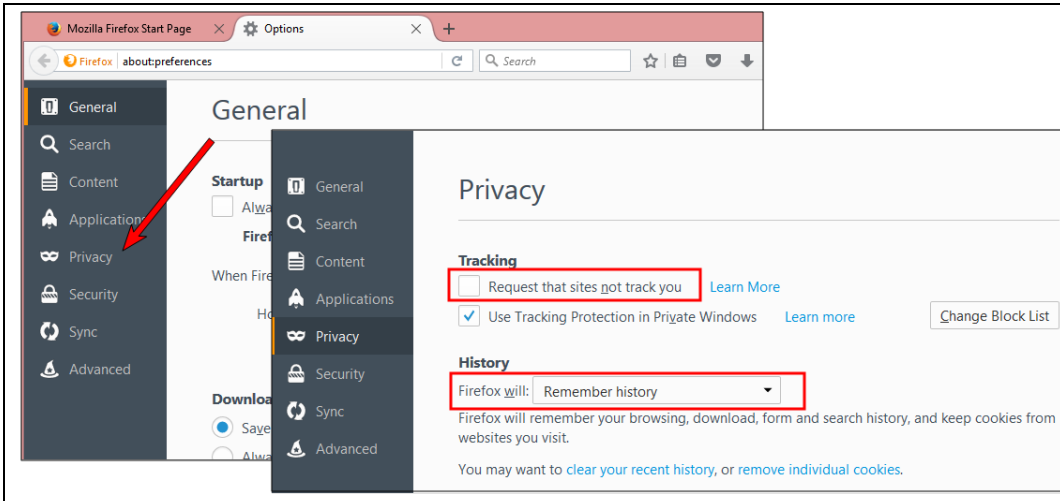 Mozilla Firefox Start Page
Options
Firefox about:preferences
Search
General
Search
Content
Applications
Privacy
Security
Sync
Advanced
General
Startup
Firef
When Fire
Downloa
General
Search
Content
Applications
Privacy
Security
Sync
Advanced
Privacy
Tracking
Request that sites not track you Learn More
Use Tracking Protection in Private Windows Learn more Change Block List
History
Firefox will: Remember history
Firefox will remember your browsing, download, form and search history, and keep cookies from
websites you visit.
You may want to clear your recent history, or remove individual cookies.